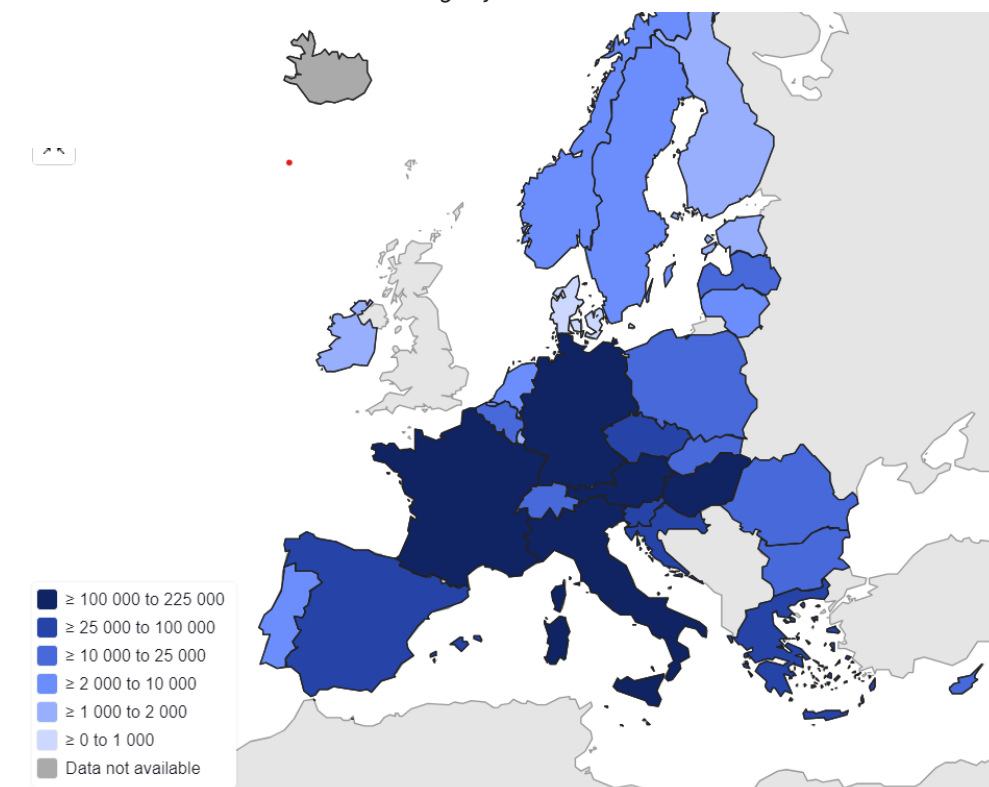 ≥ 100 000 to 225 000
≥ 25 000 to 100 000
≥ 10 000 to 25 000
≥ 2 000 to 10 000
≥ 1 000 to 2 000
≥ 0 to 1 000
Data not available